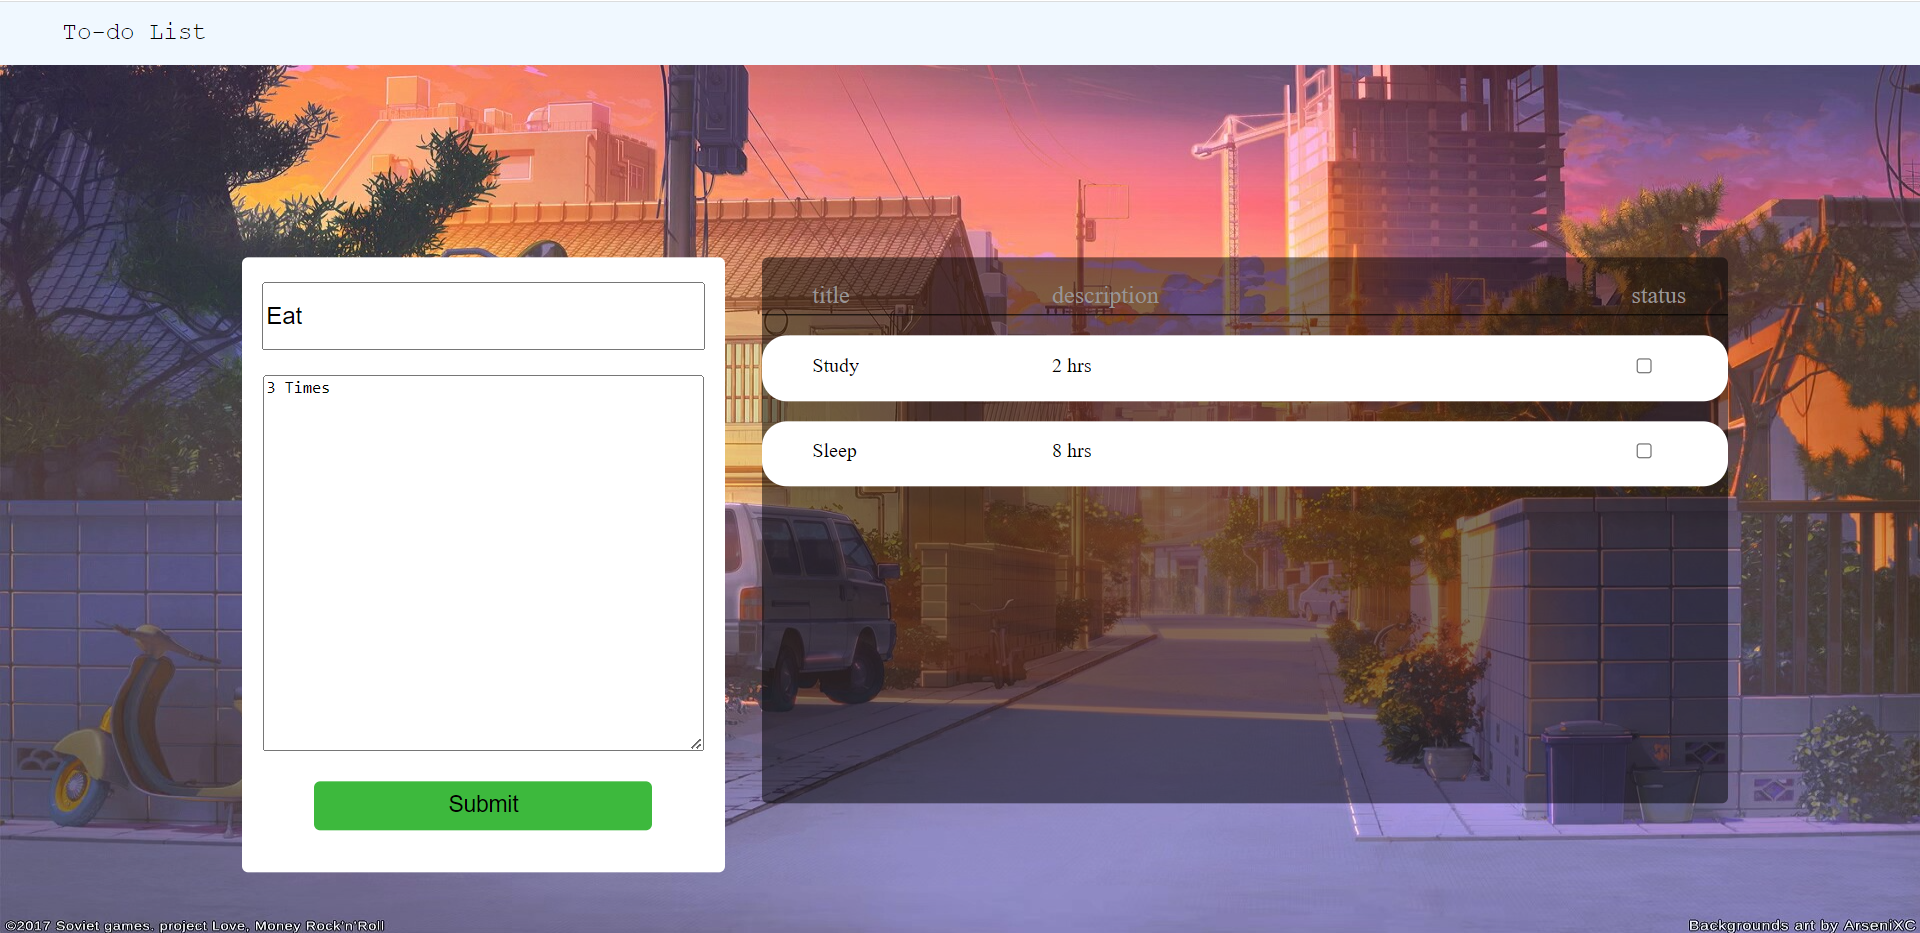 To-do List
Eat
3 Times
Submit
title description status
Study 2 hrs
Sleep 8 hrs
©2017 Soviet games. project Love, Money Rock'n'Roll
Backgrounds art by ArseniXC